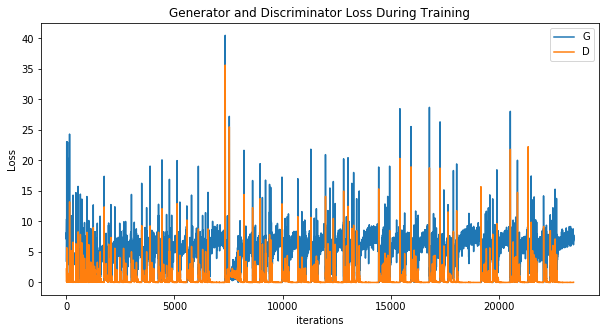 Generator and Discriminator Loss During Training
G
D
40
35
30
25
20
15
10
5
0
Loss
0
5000
10000
15000
20000
iterations